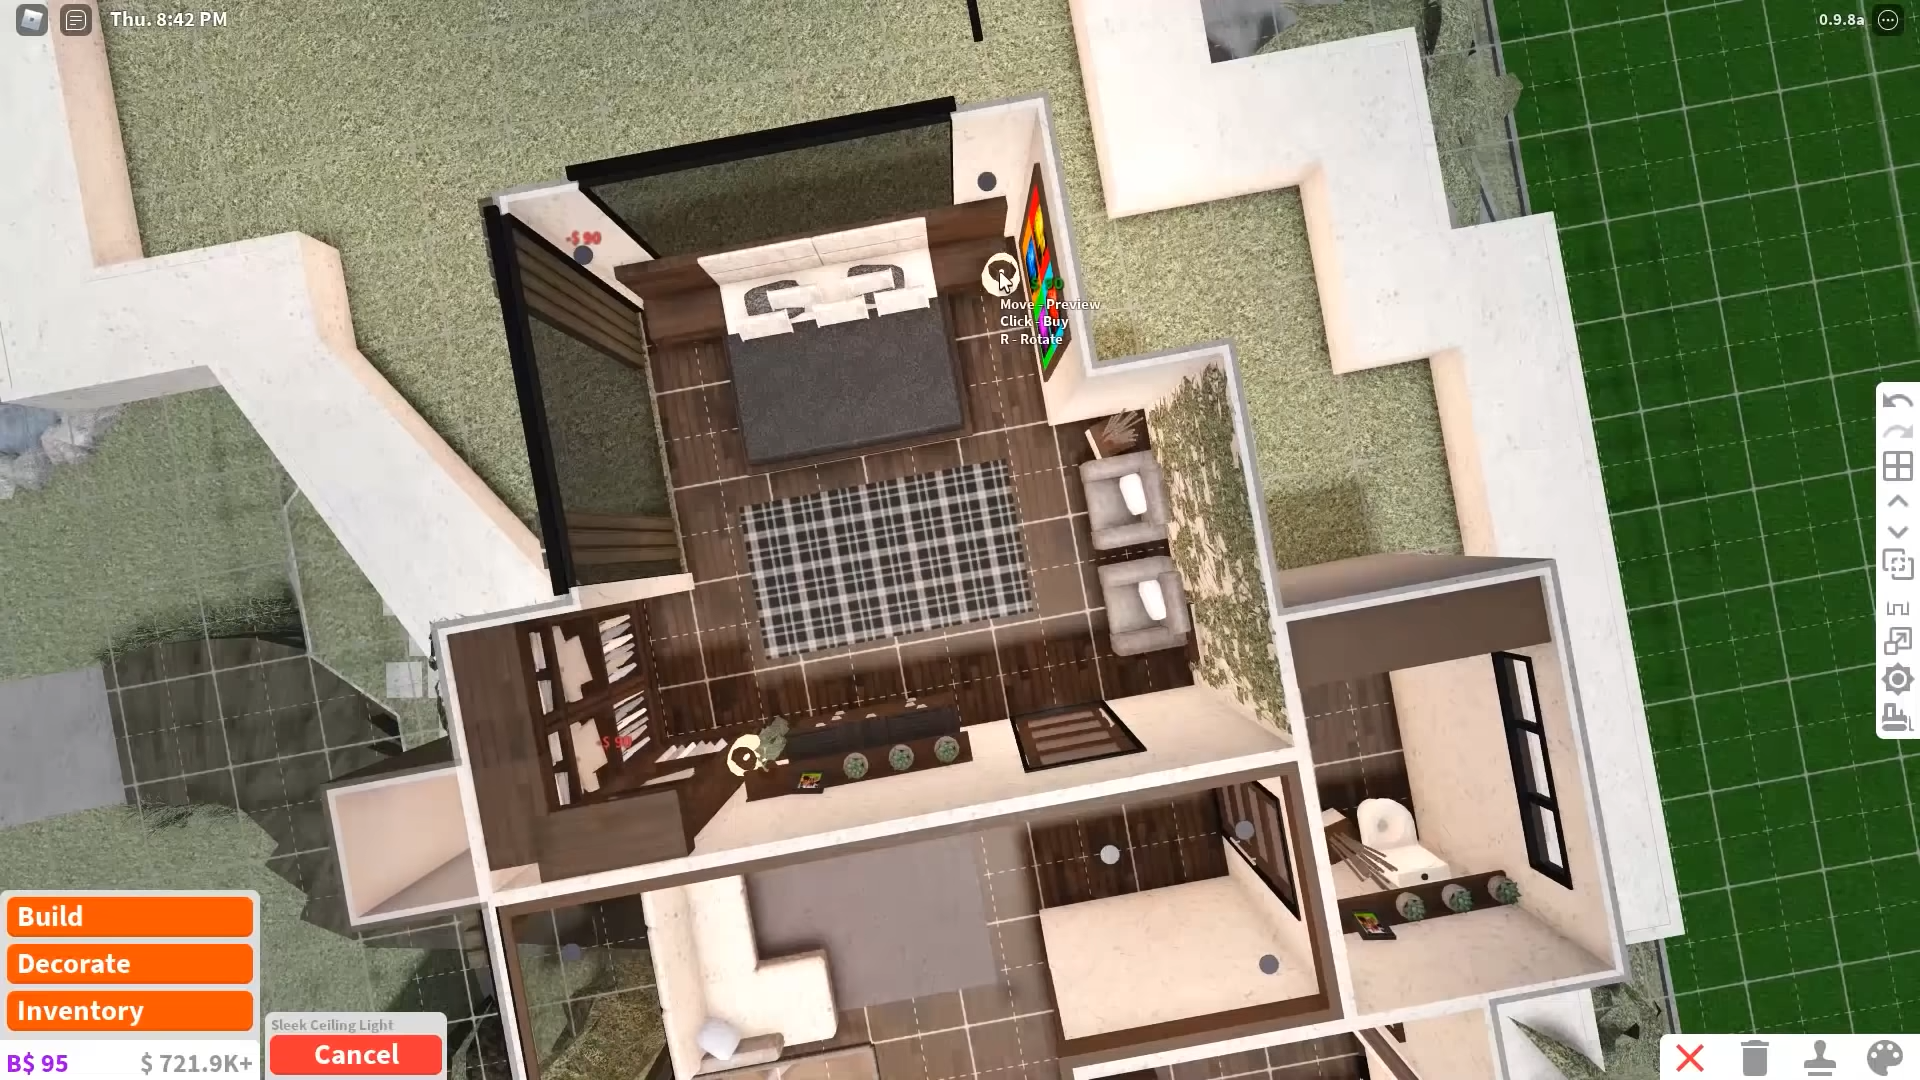 Thu. 8:42 PM
0.9.8a
-$ 90
$ 90
Move - Preview
Click - Buy
R - Rotate
-$ 90
Build
Decorate
Inventory
Sleek Ceiling Light
Cancel
B$ 95
$ 721.9K+